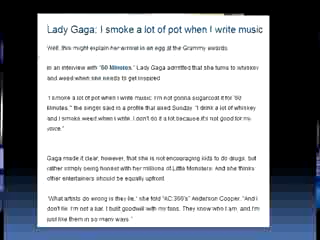 Lady Gaga: I smoke a lot of pot when I write music
Well, this might explain her arrival in an egg at the Grammy awards.
In an interview with "60 Minutes," Lady Gaga admitted that she turns to whiskey
and weed when she needs to get inspired.
"I smoke a lot of pot when I write music. I'm not gonna sugarcoat it for '60
Minutes,'" the singer said in a profile that aired Sunday. "I drink a lot of whiskey
and I smoke weed when I write. I don't do it a lot because it's not good for my
voice."
Gaga made it clear, however, that she is not encouraging kids to do drugs, but
rather simply being honest with her millions of Little Monsters. And she thinks
other entertainers should be equally upfront.
"What artists do wrong is they lie," she told "AC 360's" Anderson Cooper. "And I
don't lie. I'm not a liar. I built goodwill with my fans. They know who I am, and I'm
just like them in so many ways."